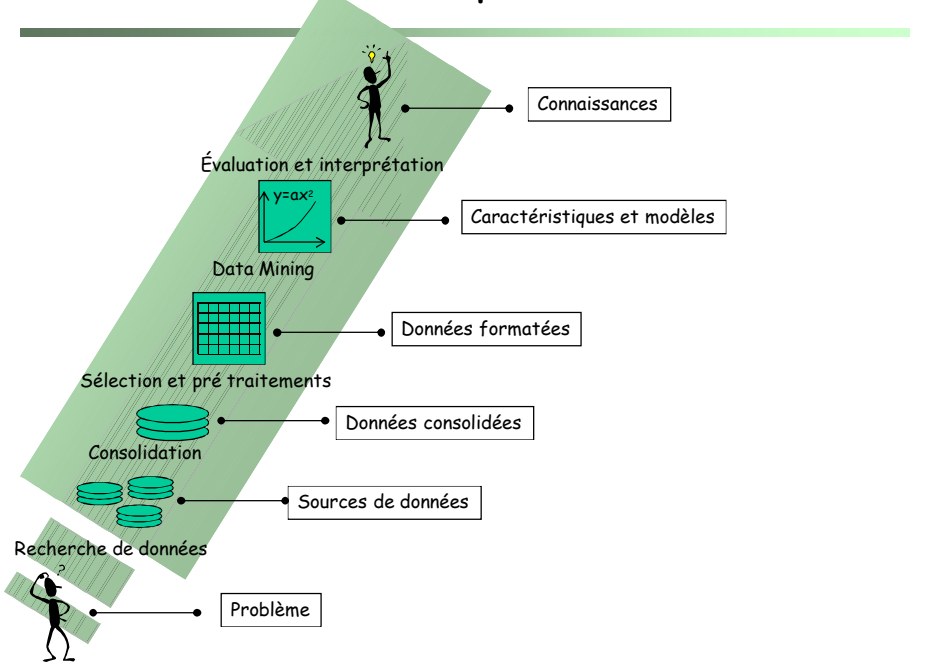 Connaissances
Évaluation et interprétation
y=ax²
Caractéristiques et modèles
Data Mining
Données formatées
Sélection et pré traitements
Données consolidées
Consolidation
Sources de données
Recherche de données
?
Problème